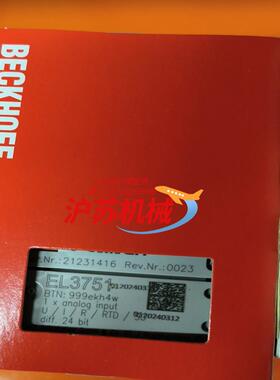 BECKHOFF
沪苏机械
.Nr.:21231416 Rev.Nr.:0023
EL3751
BTN: 999ekh4w
1 x analog input
U / I / R / RTD /
diff. 24 bit